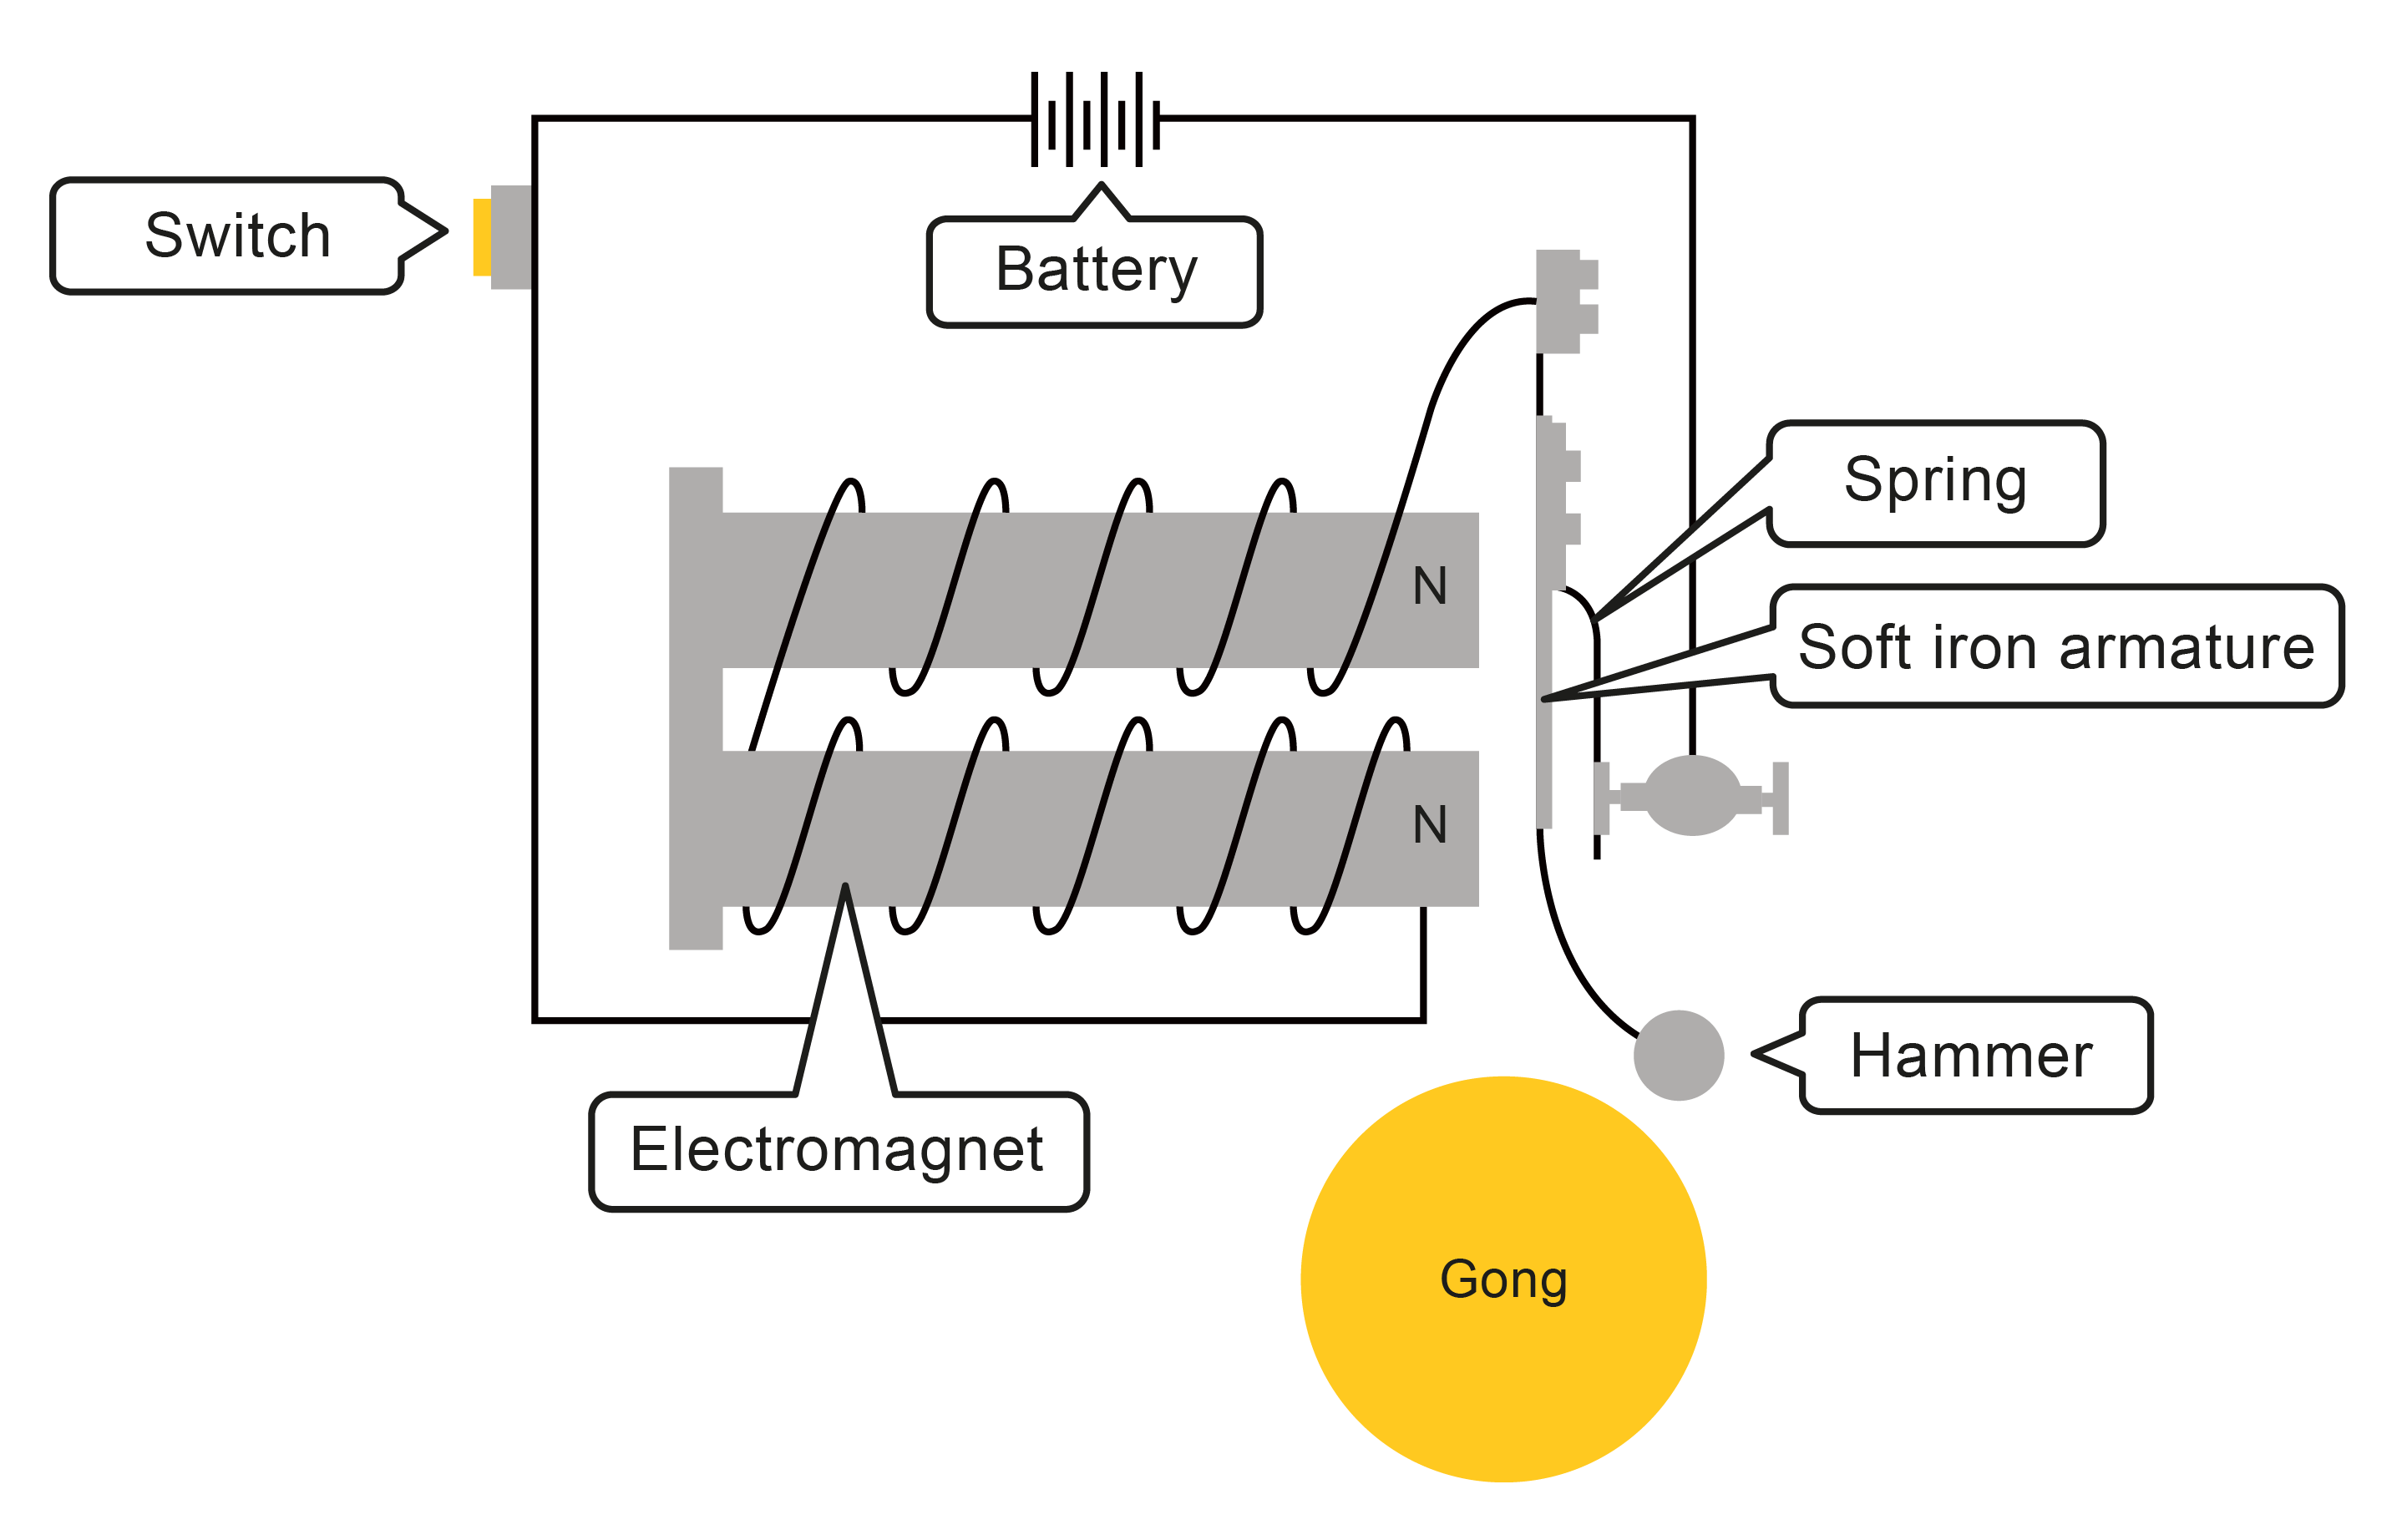 Switch
Battery
Spring
N
Soft iron armature
N
Hammer
Electromagnet
Gong